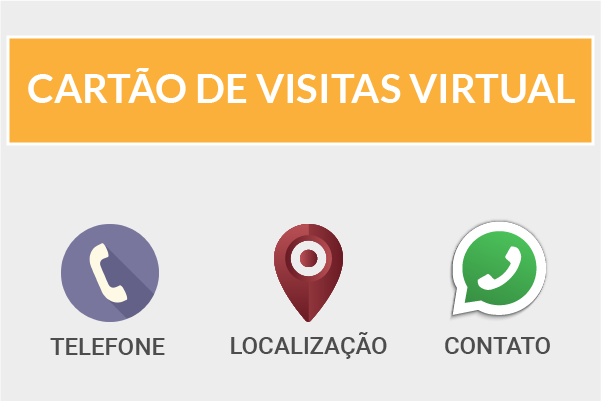 CARTÃO DE VISITAS VIRTUAL
TELEFONE
LOCALIZAÇÃO
CONTATO